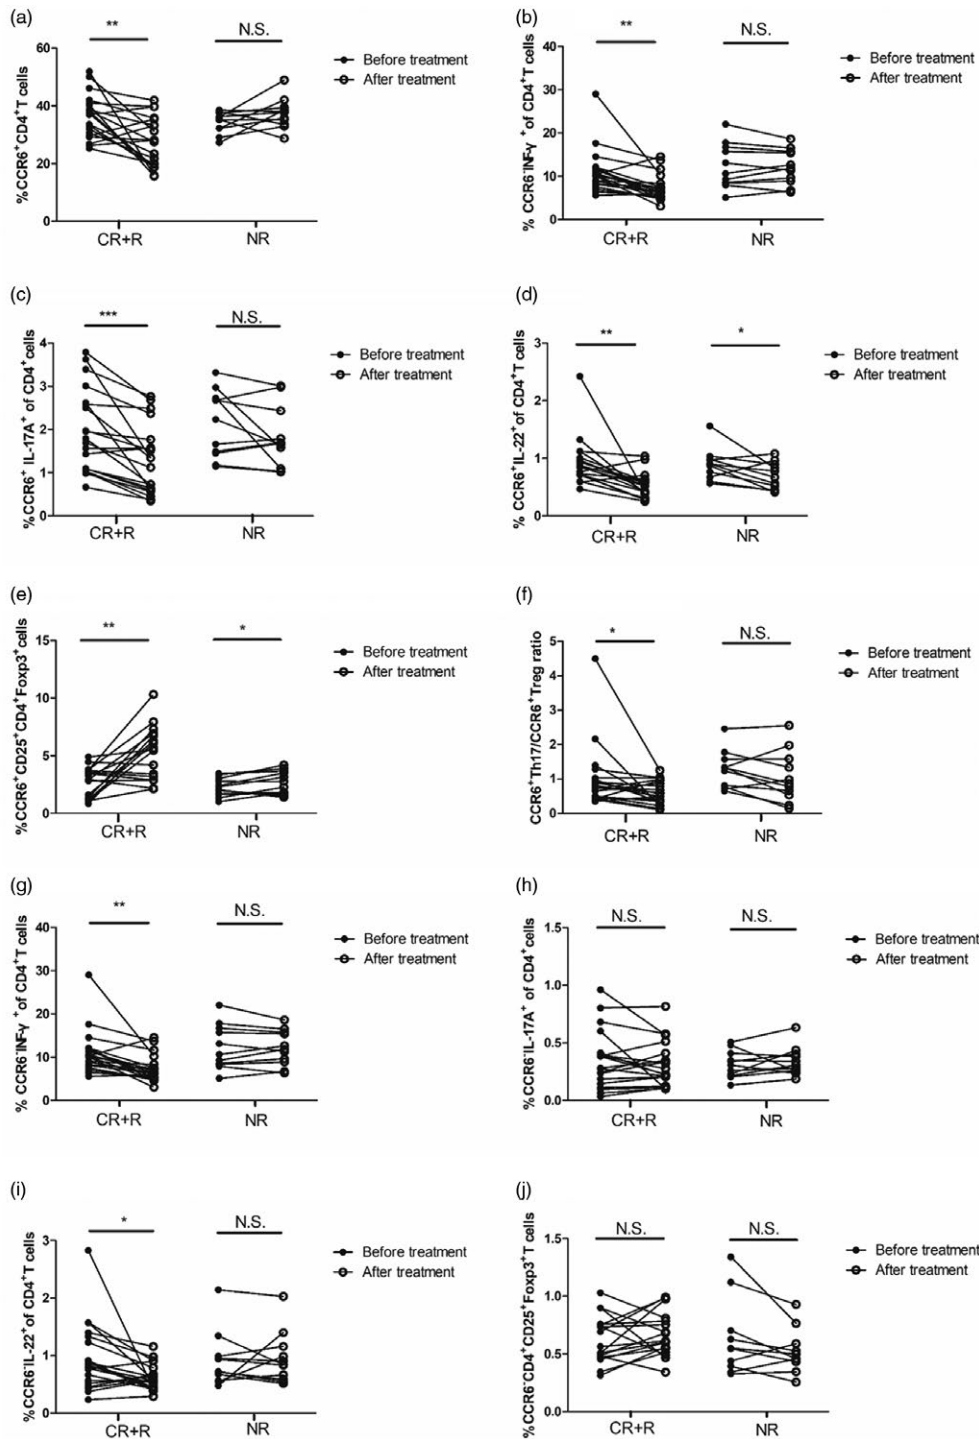 (a)
**
N.S.
60
40
20
0
%CCR6⁺CD4⁺T cells
CR+R
NR
Before treatment
After treatment
(b)
**
N.S.
40
30
20
10
0
% CCR6⁻INF-γ ⁺ of CD4⁺T cells
CR+R
NR
Before treatment
After treatment
(c)
***
N.S.
4
3
2
1
0
%CCR6⁺ IL-17A⁺ of CD4⁺cells
CR+R
NR
Before treatment
After treatment
(d)
**
*
3
2
1
0
% CCR6⁺IL-22⁺ of CD4⁺T cells
CR+R
NR
Before treatment
After treatment
(e)
**
*
15
10
5
0
%CCR6⁺CD25⁺CD4⁺Foxp3⁺cells
CR+R
NR
Before treatment
After treatment
(f)
*
N.S.
5
4
3
2
1
0
CCR6⁺Th17/CCR6⁺Treg ratio
CR+R
NR
Before treatment
After treatment
(g)
**
N.S.
40
30
20
10
0
% CCR6⁻INF-γ ⁺ of CD4⁺T cells
CR+R
NR
Before treatment
After treatment
(h)
N.S.
N.S.
1.5
1.0
0.5
0.0
%CCR6⁻IL-17A⁺ of CD4⁺cells
CR+R
NR
Before treatment
After treatment
(i)
*
N.S.
3
2
1
0
%CCR6⁻IL-22⁺of CD4⁺T cells
CR+R
NR
Before treatment
After treatment
(j)
N.S.
N.S.
1.5
1.0
0.5
0.0
%CCR6⁻CD4⁺CD25⁺Foxp3⁺T cells
CR+R
NR
Before treatment
After treatment